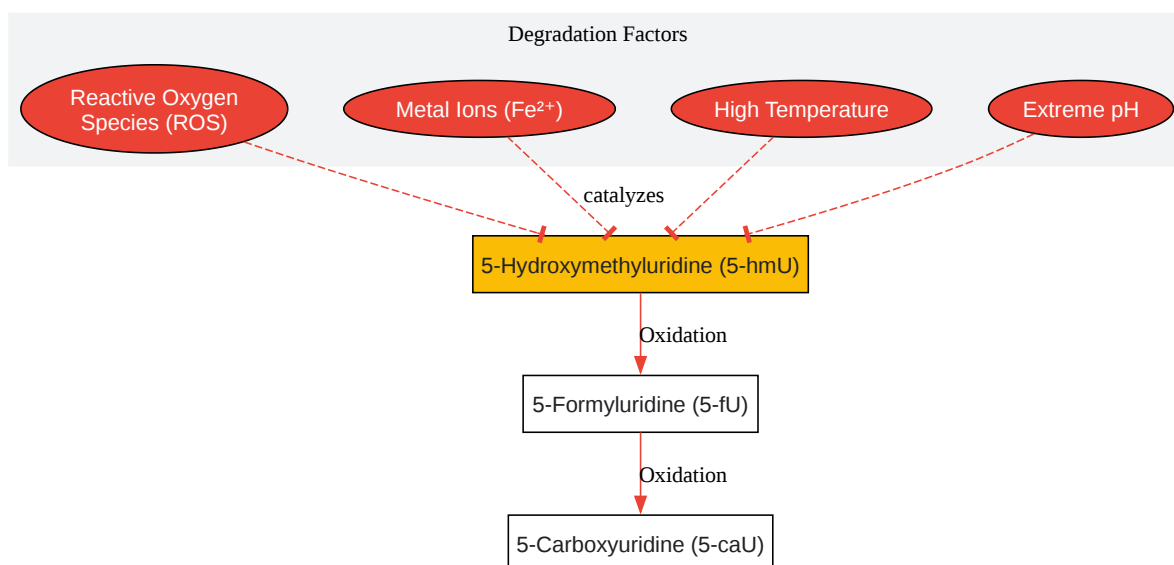 Degradation Factors
Reactive Oxygen
Species (ROS)
Metal Ions (Fe²⁺)
High Temperature
Extreme pH
catalyzes
5-Hydroxymethyluridine (5-hmU)
Oxidation
5-Formyluridine (5-fU)
Oxidation
5-Carboxyuridine (5-caU)